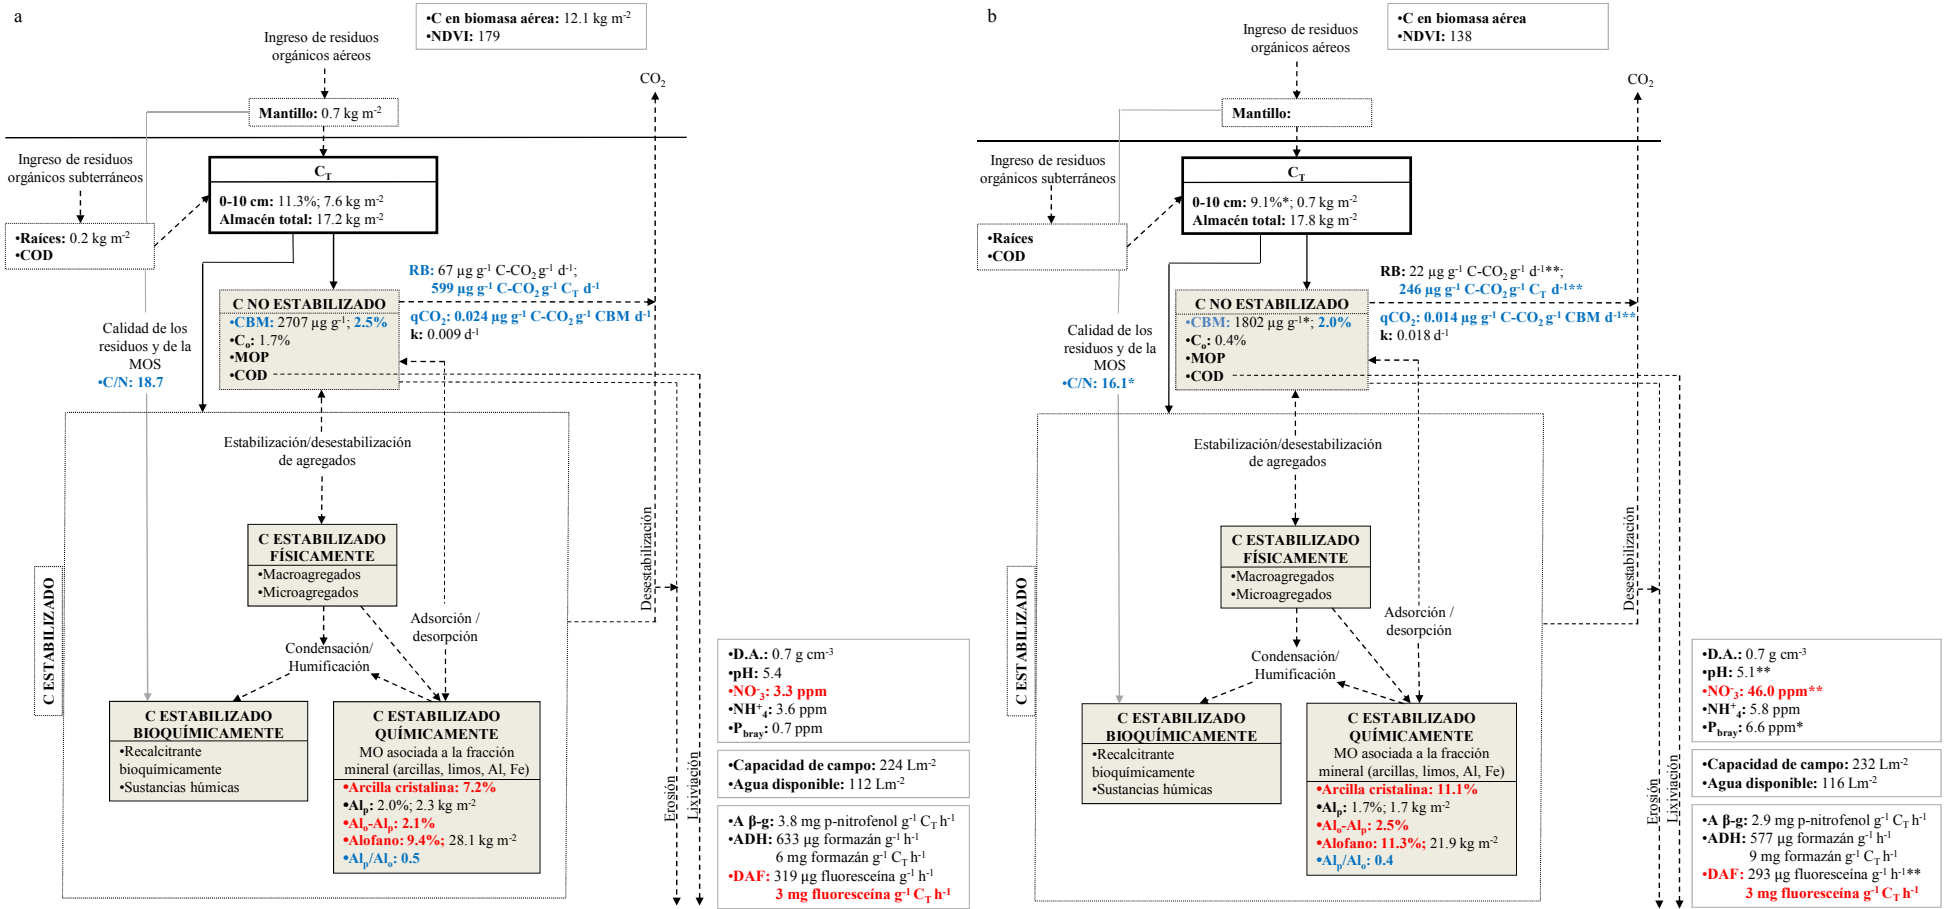 a
•C en biomasa aérea: 12.1 kg m-2
•NDVI: 179
Ingreso de residuos
orgánicos aéreos
CO2
Mantillo: 0.7 kg m-2
Ingreso de residuos
orgánicos subterráneos
CT
0-10 cm: 11.3%; 7.6 kg m-2
Almacén total: 17.2 kg m-2
•Raíces: 0.2 kg m-2
•COD
RB: 67 µg g-1 C-CO2 g-1 d-1;
599 µg g-1 C-CO2 g-1 CT d-1
qCO2: 0.024 µg g-1 C-CO2 g-1 CBM d-1
k: 0.009 d-1
C NO ESTABILIZADO
•CBM: 2707 µg g-1; 2.5%
•Co: 1.7%
•MOP
•COD
Calidad de los
residuos y de la
MOS
•C/N: 18.7
Estabilización/desestabilización
de agregados
C ESTABILIZADO
FÍSICAMENTE
•Macroagregados
•Microagregados
Desestabilización
Adsorción /
desorpción
Condensación/
Humificación
C ESTABILIZADO
C ESTABILIZADO
BIOQUÍMICAMENTE
•Recalcitrante
bioquímicamente
•Sustancias húmicas
C ESTABILIZADO
QUÍMICAMENTE
MO asociada a la fracción
mineral (arcillas, limos, Al, Fe)
•Arcilla cristalina: 7.2%
•Alp: 2.0%; 2.3 kg m-2
•Alo-Alp: 2.1%
•Alofano: 9.4%; 28.1 kg m-2
•Alp/Alo: 0.5
Erosión
Lixiviación
•D.A.: 0.7 g cm-3
•pH: 5.4
•NO-3: 3.3 ppm
•NH+4: 3.6 ppm
•Pbray: 0.7 ppm
•Capacidad de campo: 224 Lm-2
•Agua disponible: 112 Lm-2
•A β-g: 3.8 mg p-nitrofenol g-1 CT h-1
•ADH: 633 µg formazán g-1 h-1
6 mg formazán g-1 CT h-1
•DAF: 319 µg fluoresceína g-1 h-1
3 mg fluoresceína g-1 CT h-1
b
•C en biomasa aérea
•NDVI: 138
Ingreso de residuos
orgánicos aéreos
CO2
Mantillo:
Ingreso de residuos
orgánicos subterráneos
CT
0-10 cm: 9.1%*; 0.7 kg m-2
Almacén total: 17.8 kg m-2
•Raíces
•COD
RB: 22 µg g-1 C-CO2 g-1 d-1**;
246 µg g-1 C-CO2 g-1 CT d-1**
qCO2: 0.014 µg g-1 C-CO2 g-1 CBM d-1**
k: 0.018 d-1
C NO ESTABILIZADO
•CBM: 1802 µg g-1*; 2.0%
•Co: 0.4%
•MOP
•COD
Calidad de los
residuos y de la
MOS
•C/N: 16.1*
Estabilización/desestabilización
de agregados
C ESTABILIZADO
FÍSICAMENTE
•Macroagregados
•Microagregados
Desestabilización
Adsorción /
desorpción
Condensación/
Humificación
C ESTABILIZADO
C ESTABILIZADO
BIOQUÍMICAMENTE
•Recalcitrante
bioquímicamente
•Sustancias húmicas
C ESTABILIZADO
QUÍMICAMENTE
MO asociada a la fracción
mineral (arcillas, limos, Al, Fe)
•Arcilla cristalina: 11.1%
•Alp: 1.7%; 1.7 kg m-2
•Alo-Alp: 2.5%
•Alofano: 11.3%; 21.9 kg m-2
•Alp/Alo: 0.4
Erosión
Lixiviación
•D.A.: 0.7 g cm-3
•pH: 5.1**
•NO-3: 46.0 ppm**
•NH+4: 5.8 ppm
•Pbray: 6.6 ppm*
•Capacidad de campo: 232 Lm-2
•Agua disponible: 116 Lm-2
•A β-g: 2.9 mg p-nitrofenol g-1 CT h-1
•ADH: 577 µg formazán g-1 h-1
9 mg formazán g-1 CT h-1
•DAF: 293 µg fluoresceína g-1 h-1**
3 mg fluoresceína g-1 CT h-1